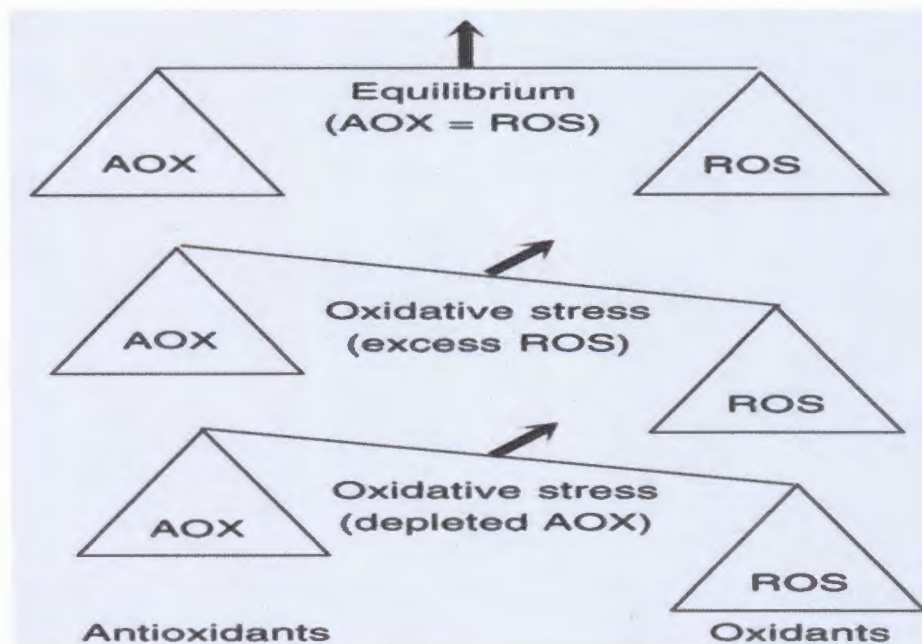 Equilibrium
(AOX = ROS)
AOX
ROS
Oxidative stress
(excess ROS)
AOX
ROS
Oxidative stress
(depleted AOX)
AOX
ROS
Antioxidants
Oxidants